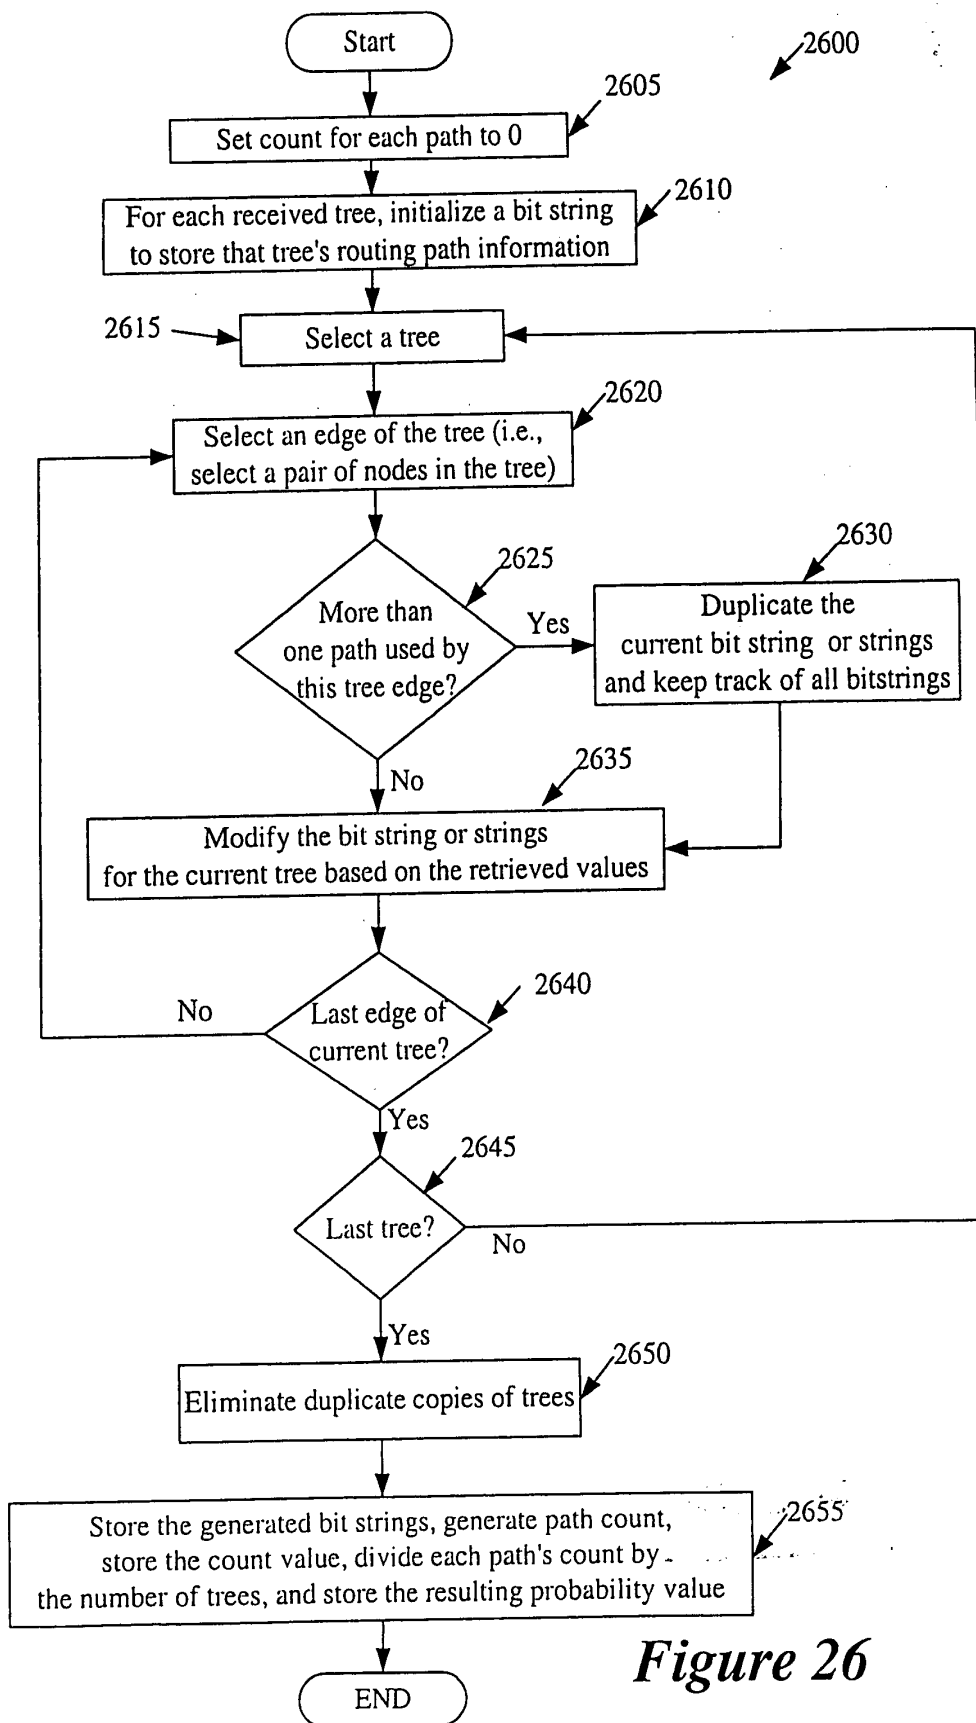 Start
2600
2605
Set count for each path to 0
2610
For each received tree, initialize a bit string
to store that tree's routing path information
2615
Select a tree
2620
Select an edge of the tree (i.e.,
select a pair of nodes in the tree)
2625
More than
one path used by
this tree edge?
Yes
2630
Duplicate the
current bit string or strings
and keep track of all bitstrings
No
2635
Modify the bit string or strings
for the current tree based on the retrieved values
2640
Last edge of
current tree?
No
Yes
2645
Last tree?
No
Yes
2650
Eliminate duplicate copies of trees
2655
Store the generated bit strings, generate path count,
store the count value, divide each path's count by
the number of trees, and store the resulting probability value
END
Figure 26